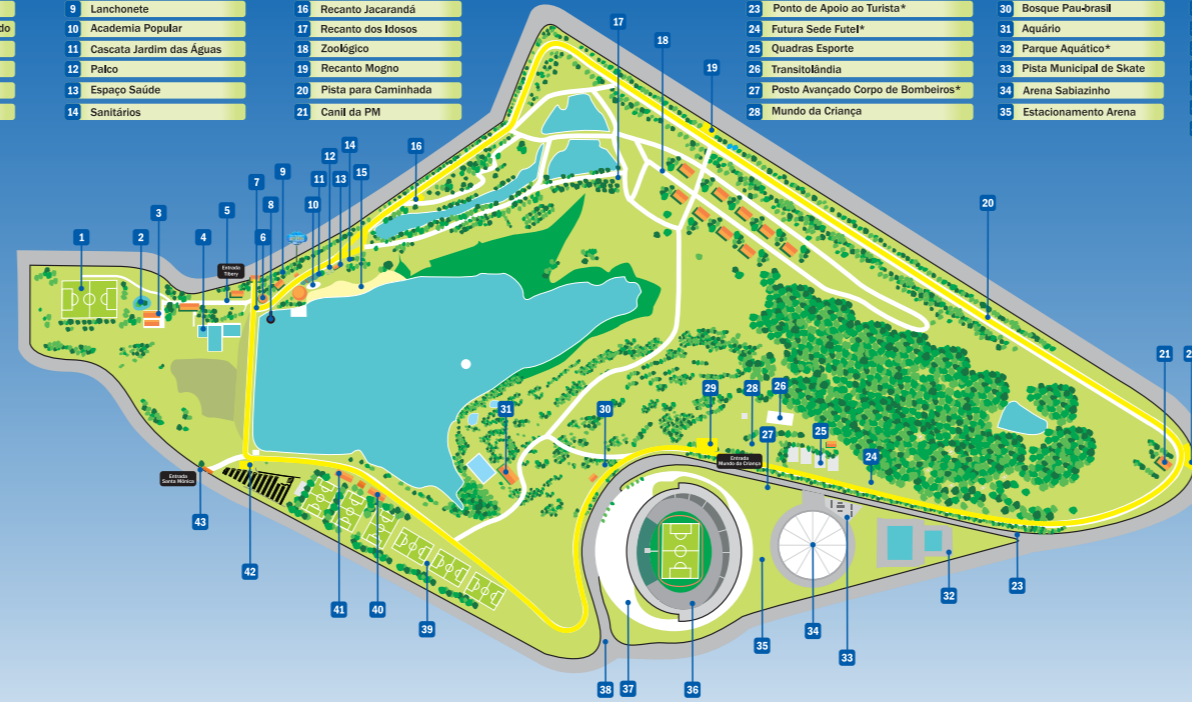 9 Lanchonete
do
10 Academia Popular
11 Cascata Jardim das Águas
12 Palco
13 Espaço Saúde
14 Sanitários
16 Recanto Jacarandá
17 Recanto dos Idosos
18 Zoológico
19 Recanto Mogno
20 Pista para Caminhada
21 Canil da PM
23 Ponto de Apoio ao Turista*
24 Futura Sede Futel*
25 Quadras Esporte
26 Transitolândia
27 Posto Avançado Corpo de Bombeiros*
28 Mundo da Criança
30 Bosque Pau-brasil
31 Aquário
32 Parque Aquático*
33 Pista Municipal de Skate
34 Arena Sabiazinho
35 Estacionamento Arena
17
18
19
16
14
12
13
15
11
10
9
7
8
6
5
4
3
2
1
Entrada
Tibery
20
21
31
30
29
28
26
27
25
24
Entrada
Mundo da Criança
Entrada
Santa Mônica
43
42
41
40
39
38
37
36
35
34
33
32
23